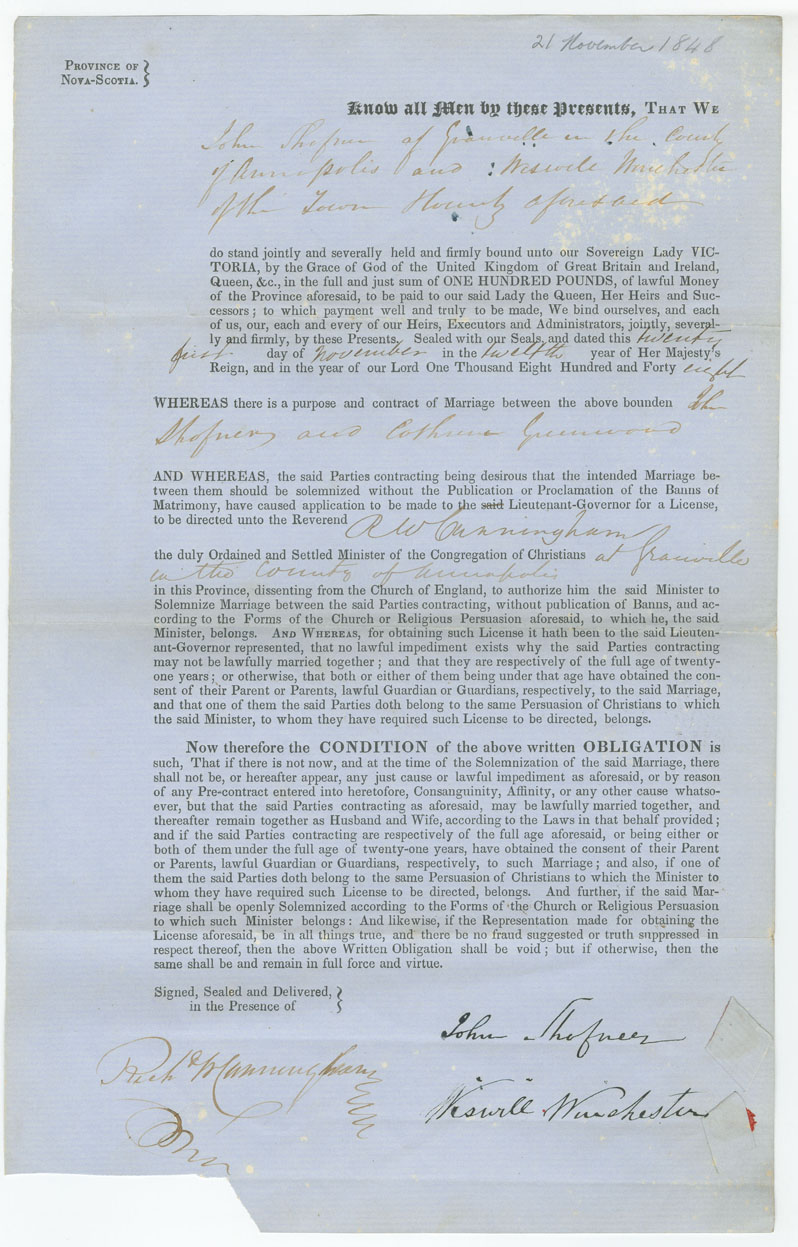 21 November 1848
PROVINCE OF
NOVA-SCOTIA.
Know all Men by these Presents, THAT WE
John Thofner of Granville in the County
of Annapolis and Weswell Winchester
of the Town & County aforesaid
do stand jointly and severally held and firmly bound unto our Sovereign Lady VIC-
TORIA, by the Grace of God of the United Kingdom of Great Britain and Ireland,
Queen, &c., in the full and just sum of ONE HUNDRED POUNDS, of lawful Money
of the Province aforesaid, to be paid to our said Lady the Queen, Her Heirs and Suc-
cessors; to which payment well and truly to be made, We bind ourselves, and each
of us, our, each and every of our Heirs, Executors and Administrators, jointly, several-
ly and firmly, by these Presents. Sealed with our Seals, and dated this twenty
first day of November in the twelfth year of Her Majesty's
Reign, and in the year of our Lord One Thousand Eight Hundred and Forty eight
WHEREAS there is a purpose and contract of Marriage between the above bounden John
Thofner and Greenwood
AND WHEREAS, the said Parties contracting being desirous that the intended Marriage be-
tween them should be solemnized without the Publication or Proclamation of the Banns of
Matrimony, have caused application to be made to the said Lieutenant-Governor for a License,
to be directed unto the Reverend R W Cunningham
the duly Ordained and Settled Minister of the Congregation of Christians at Granville
in the County of Annapolis
in this Province, dissenting from the Church of England, to authorize him the said Minister to
Solemnize Marriage between the said Parties contracting, without publication of Banns, and ac-
cording to the Forms of the Church or Religious Persuasion aforesaid, to which he, the said
Minister, belongs. AND WHEREAS, for obtaining such License it hath been to the said Lieuten-
ant-Governor represented, that no lawful impediment exists why the said Parties contracting
may not be lawfully married together; and that they are respectively of the full age of twenty-
one years; or otherwise, that both or either of them being under that age have obtained the con-
sent of their Parent or Parents, lawful Guardian or Guardians, respectively, to the said Marriage,
and that one of them the said Parties doth belong to the same Persuasion of Christians to which
the said Minister, to whom they have required such License to be directed, belongs.
Now therefore the CONDITION of the above written OBLIGATION is
such, That if there is not now, and at the time of the Solemnization of the said Marriage, there
shall not be, or hereafter appear, any just cause or lawful impediment as aforesaid, or by reason
of any Pre-contract entered into heretofore, Consanguinity, Affinity, or any other cause whatso-
ever, but that the said Parties contracting as aforesaid, may be lawfully married together, and
thereafter remain together as Husband and Wife, according to the Laws in that behalf provided;
and if the said Parties contracting are respectively of the full age aforesaid, or being either or
both of them under the full age of twenty-one years, have obtained the consent of their Parent
or Parents, lawful Guardian or Guardians, respectively, to such Marriage; and also, if one of
them the said Parties doth belong to the same Persuasion of Christians to which the Minister to
whom they have required such License to be directed, belongs. And further, if the said Mar-
riage shall be openly Solemnized according to the Forms of the Church or Religious Persuasion
to which such Minister belongs: And likewise, if the Representation made for obtaining the
License aforesaid, be in all things true, and there be no fraud suggested or truth suppressed in
respect thereof, then the above Written Obligation shall be void; but if otherwise, then the
same shall be and remain in full force and virtue.
Signed, Sealed and Delivered,
in the Presence of
John Thofner
Richd W Cunningham
Weswell Winchester